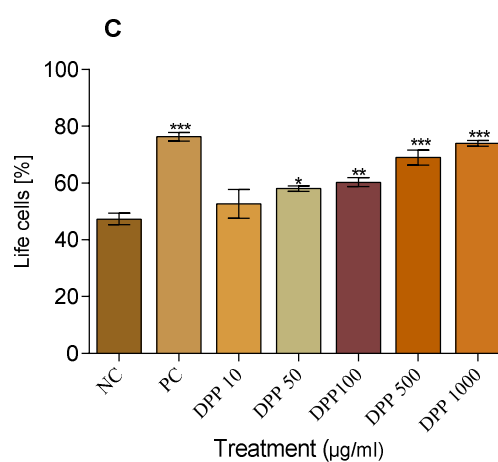 C
Life cells [%]
100
80
60
40
20
0
***
*
**
***
***
NC
PC
DPP 10
DPP 50
DPP100
DPP 500
DPP 1000
Treatment (µg/ml)